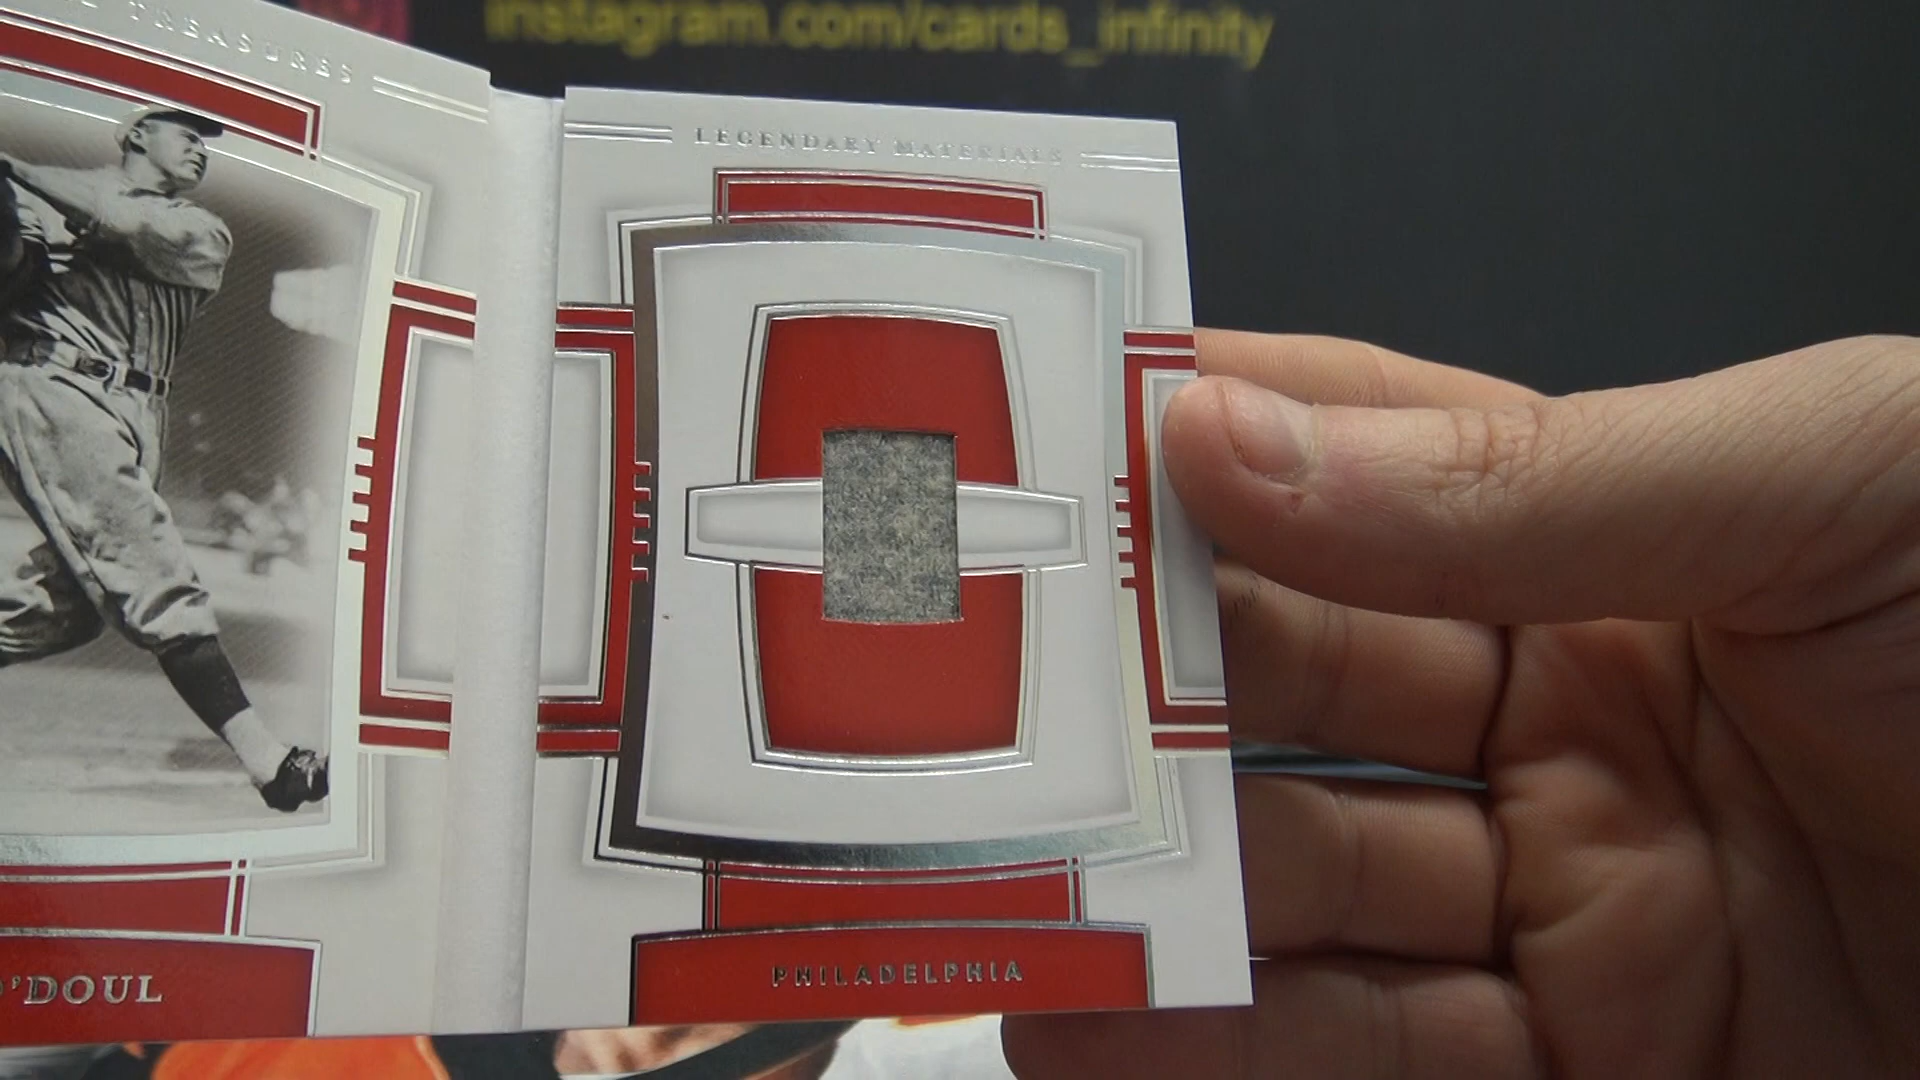 instagram.com/cards_infinity
TREASURES
LEGENDARY MATERIALS
O'DOUL
PHILADELPHIA